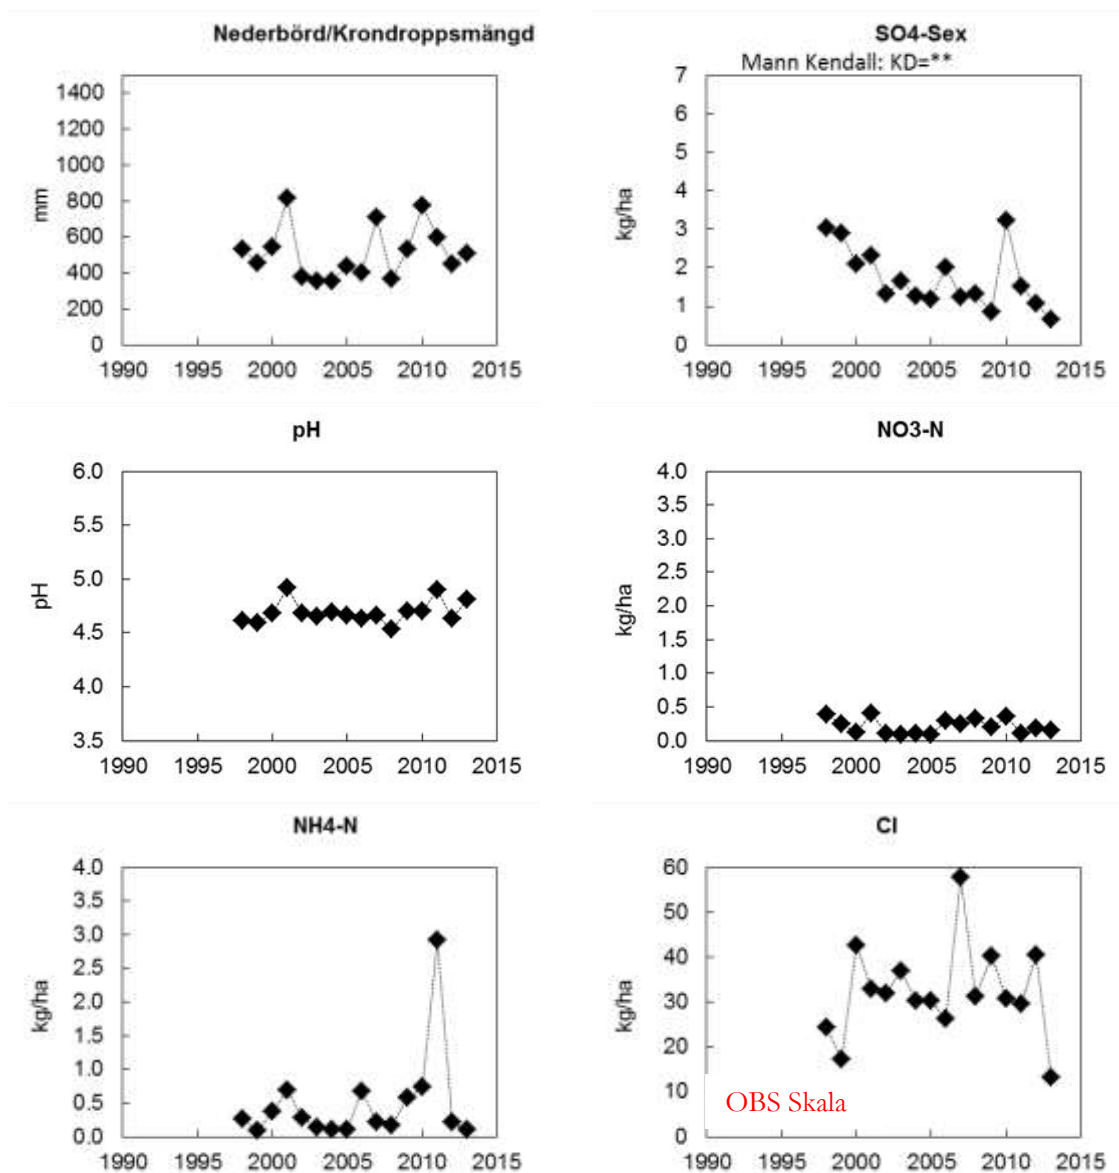 Nederbörd/Krondroppsmängd
mm
1400
1200
1000
800
600
400
200
0
1990 1995 2000 2005 2010 2015
SO4-Sex
Mann Kendall: KD=**
kg/ha
7
6
5
4
3
2
1
0
1990 1995 2000 2005 2010 2015
pH
pH
6.0
5.5
5.0
4.5
4.0
3.5
1990 1995 2000 2005 2010 2015
NO3-N
kg/ha
4.0
3.5
3.0
2.5
2.0
1.5
1.0
0.5
0.0
1990 1995 2000 2005 2010 2015
NH4-N
kg/ha
4.0
3.5
3.0
2.5
2.0
1.5
1.0
0.5
0.0
1990 1995 2000 2005 2010 2015
Cl
kg/ha
60
50
40
30
20
10
0
OBS Skala
1990 1995 2000 2005 2010 2015